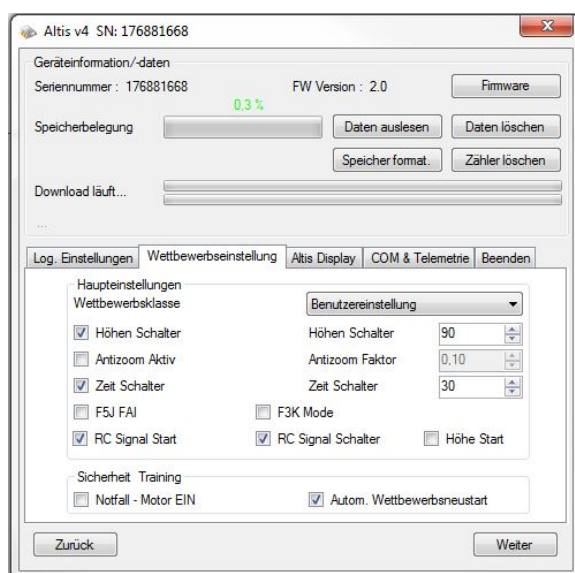 Altis v4 SN: 176881668
Geräteinformation/-daten
Seriennummer : 176881668 FW Version : 2.0 Firmware
0,3 %
Speicherbelegung Daten auslesen Daten löschen
Speicher format. Zähler löschen
Download läuft...
...
Log. Einstellungen Wettbewerbseinstellung Altis Display COM & Telemetrie Beenden
Haupteinstellungen
Wettbewerbsklasse Benutzereinstellung
Höhen Schalter Höhen Schalter 90
Antizoom Aktiv Antizoom Faktor 0,10
Zeit Schalter Zeit Schalter 30
F5J FAI F3K Mode
RC Signal Start RC Signal Schalter Höhe Start
Sicherheit Training
Notfall - Motor EIN Autom. Wettbewerbsneustart
Zurück Weiter